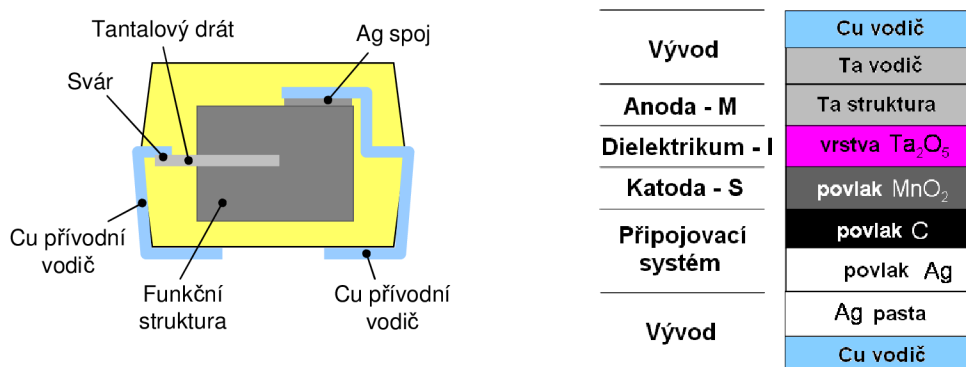 Tantalový drát
Ag spoj
Svár
Cu přívodní
vodič
Funkční
struktura
Cu přívodní
vodič
Vývod
Anoda - M
Dielektrikum - I
Katoda - S
Připojovací
systém
Vývod
Cu vodič
Ta vodič
Ta struktura
vrstva Ta₂O₅
povlak MnO₂
povlak C
povlak Ag
Ag pasta
Cu vodič